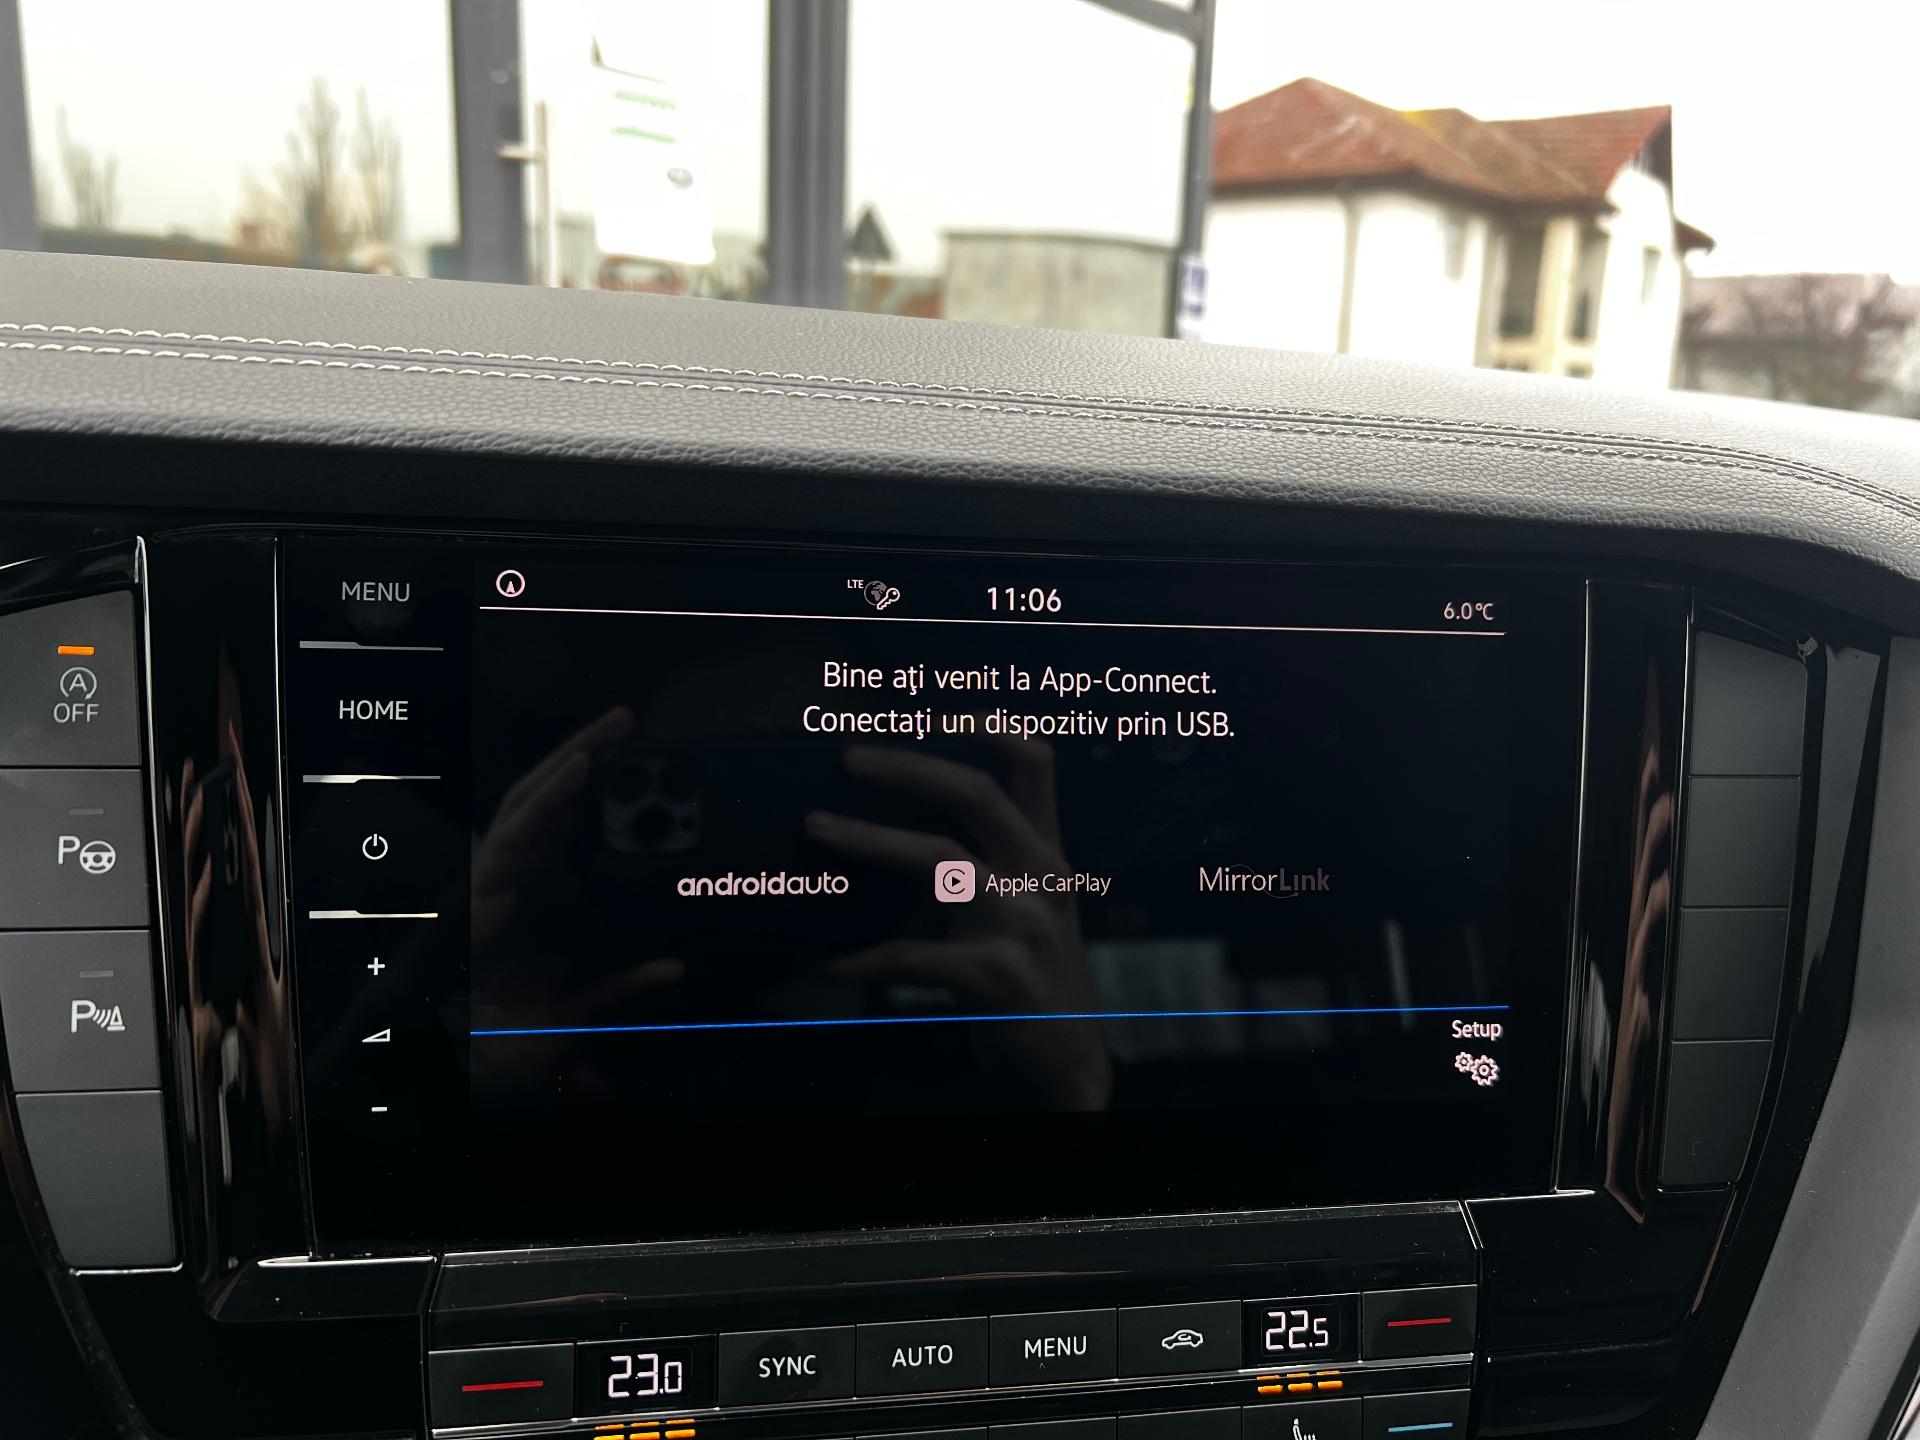 MENU
LTE
11:06
6.0°C
Bine aţi venit la App-Connect.
Conectaţi un dispozitiv prin USB.
HOME
A
OFF
P
androidauto
Apple CarPlay
MirrorLink
+
P
Setup
-
23.0
SYNC
AUTO
MENU
22.5